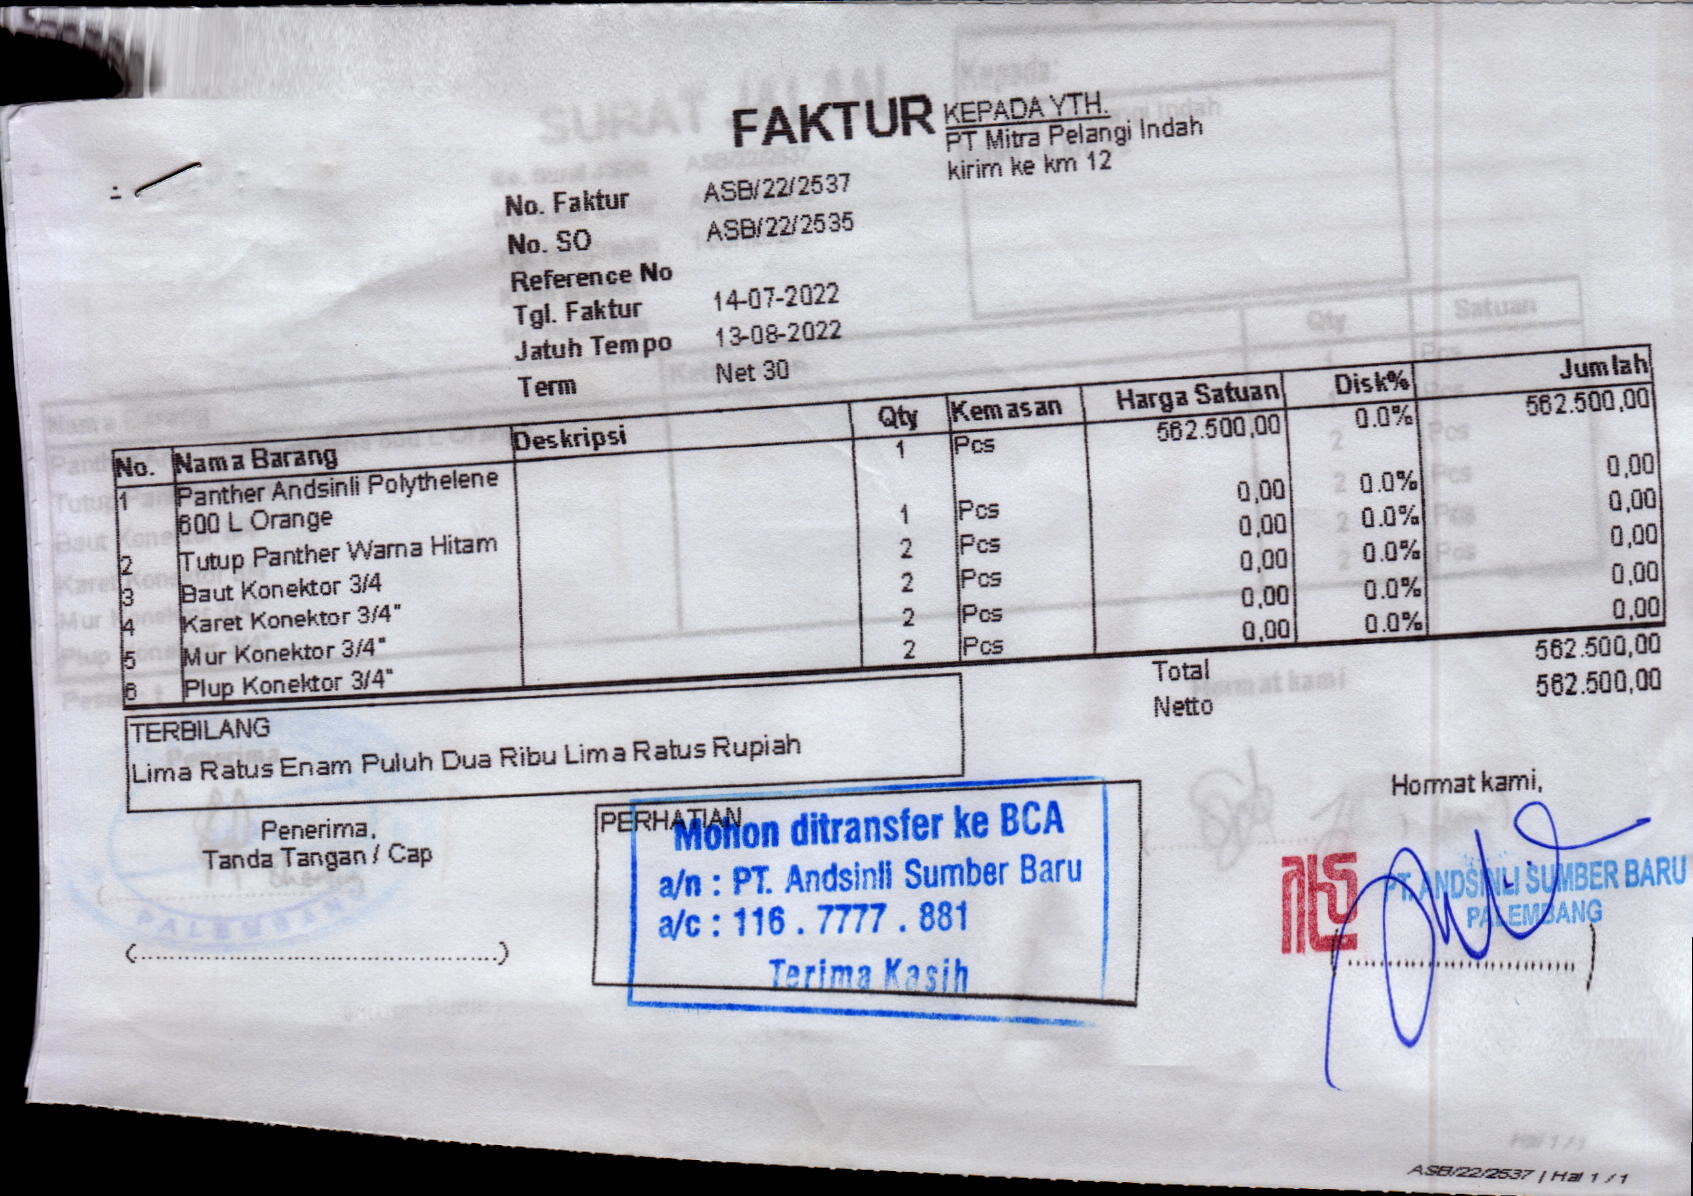 FAKTUR
KEPADA YTH.
PT Mitra Pelangi Indah
kirim ke km 12
No. Faktur ASB/22/2537
No. SO ASB/22/2535
Reference No
Tgl. Faktur 14-07-2022
Jatuh Tempo 13-08-2022
Term Net 30
No. Nama Barang Deskripsi Qty Kemasan Harga Satuan Disk% Jumlah
1 Panther Andsinli Polythelene 1 Pcs 562.500,00 0.0% 562.500,00
600 L Orange
2 Tutup Panther Warna Hitam 1 Pcs 0,00 0.0% 0,00
3 Baut Konektor 3/4 2 Pcs 0,00 0.0% 0,00
4 Karet Konektor 3/4" 2 Pcs 0,00 0.0% 0,00
5 Mur Konektor 3/4" 2 Pcs 0,00 0.0% 0,00
6 Plup Konektor 3/4" 2 Pcs 0,00 0.0% 0,00
Total 562.500,00
Netto 562.500,00
TERBILANG
Lima Ratus Enam Puluh Dua Ribu Lima Ratus Rupiah
Penerima,
Tanda Tangan / Cap
(..........................................)
PERHATIAN
Mohon ditransfer ke BCA
a/n : PT. Andsinli Sumber Baru
a/c : 116 . 7777 . 881
Terima Kasih
Hormat kami,
PT. ANDSINLI SUMBER BARU
PALEMBANG
ASB/22/2537 | Hal 1 / 1